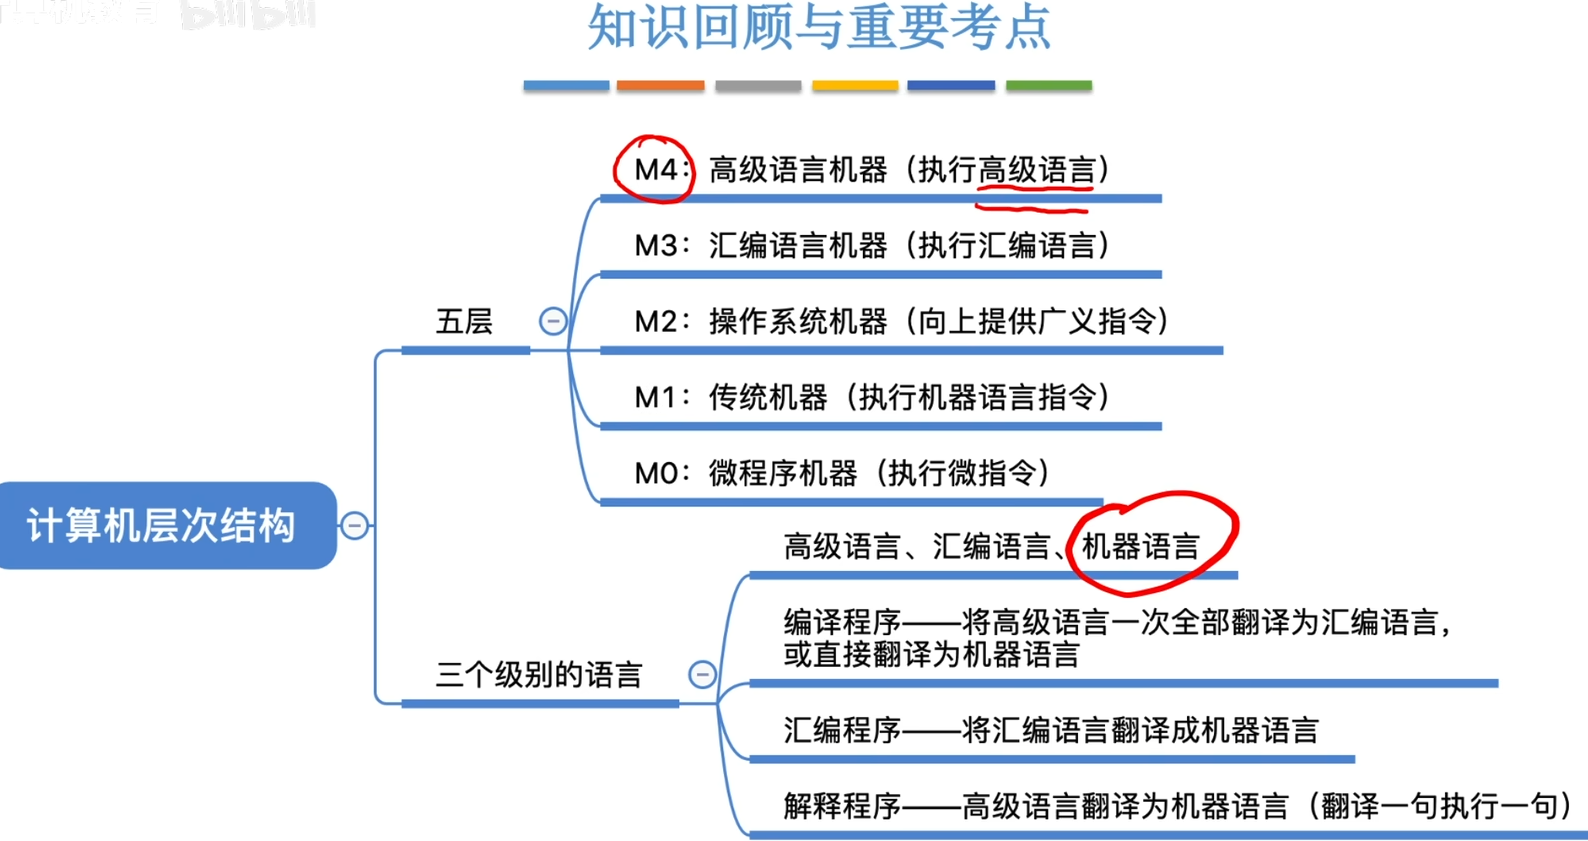 bilibili
知识回顾与重要考点
M4：高级语言机器（执行高级语言）
M3：汇编语言机器（执行汇编语言）
五层
M2：操作系统机器（向上提供广义指令）
M1：传统机器（执行机器语言指令）
M0：微程序机器（执行微指令）
计算机层次结构
高级语言、汇编语言、机器语言
编译程序——将高级语言一次全部翻译为汇编语言，
或直接翻译为机器语言
三个级别的语言
汇编程序——将汇编语言翻译成机器语言
解释程序——高级语言翻译为机器语言（翻译一句执行一句）